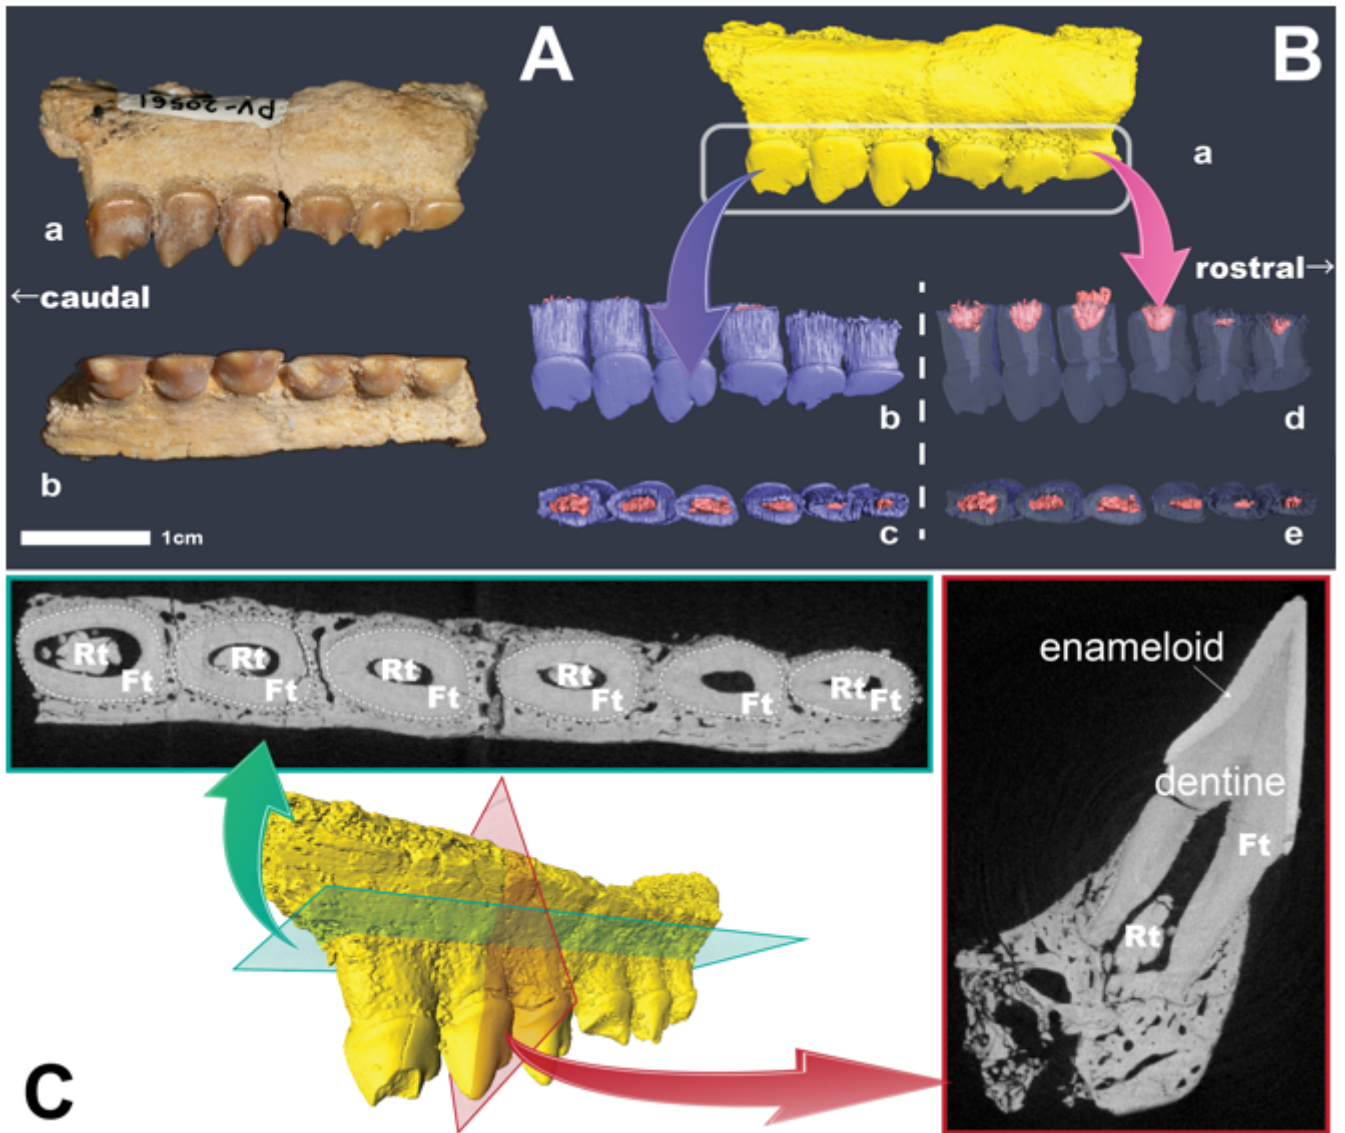 A
B
PV-20561
a
a
rostral→
←caudal
b
d
b
c
e
1cm
Rt Rt Rt Rt Rt
Ft Ft Ft Ft Ft Ft
enameloid
dentine
Ft
Rt
C